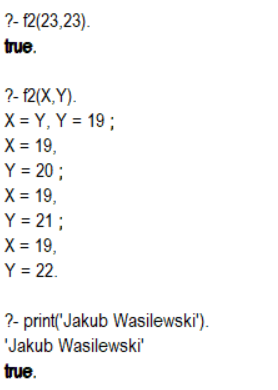 ?- f2(23,23).
true.
?- f2(X,Y).
X = Y, Y = 19 ;
X = 19,
Y = 20 ;
X = 19,
Y = 21 ;
X = 19,
Y = 22.
?- print('Jakub Wasilewski').
'Jakub Wasilewski'
true.